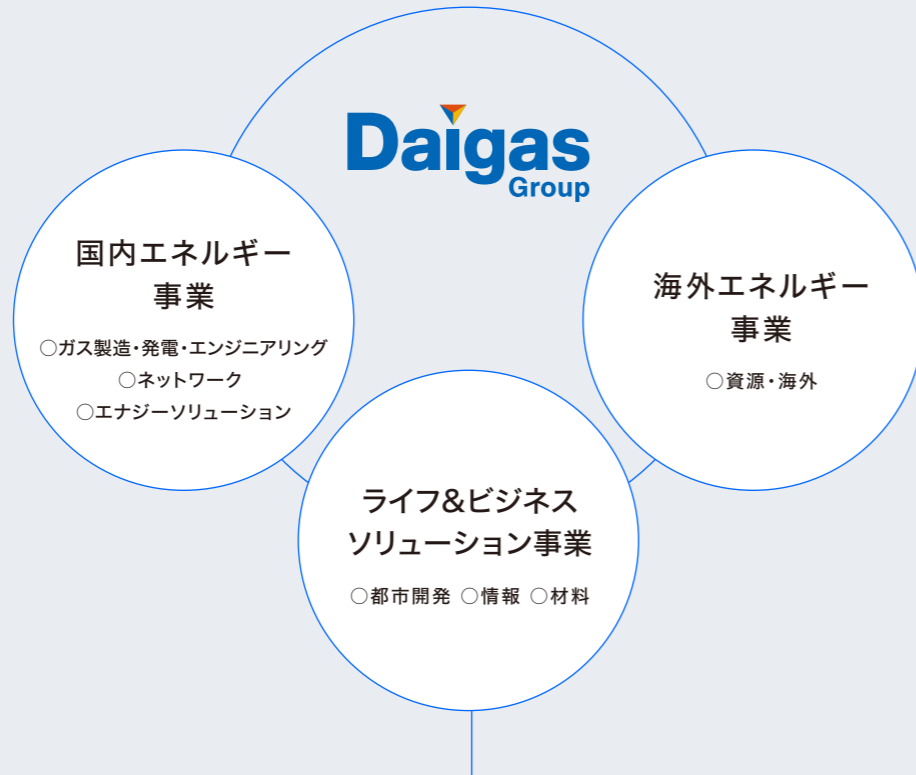 Daigas
Group
国内エネルギー
事業
○ガス製造・発電・エンジニアリング
○ネットワーク
○エナジーソリューション
海外エネルギー
事業
○資源・海外
ライフ&ビジネス
ソリューション事業
○都市開発 ○情報 ○材料